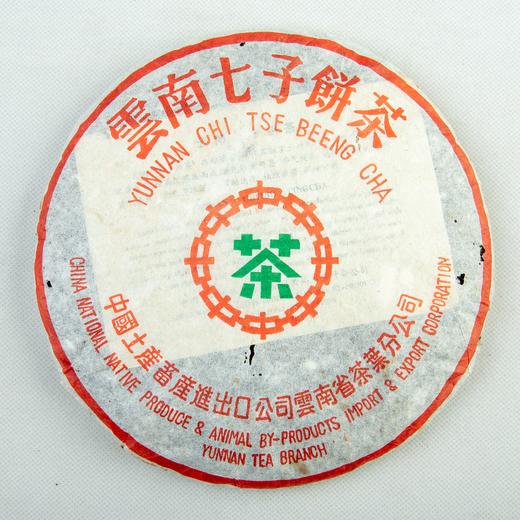 雲南七子餅茶
YUNNAN CHI TSE BEENG CHA
茶
中國土產畜產進出口公司雲南省茶葉分公司
CHINA NATIONAL NATIVE PRODUCE & ANIMAL BY-PRODUCTS IMPORT & EXPORT CORPORATION
YUNNAN TEA BRANCH